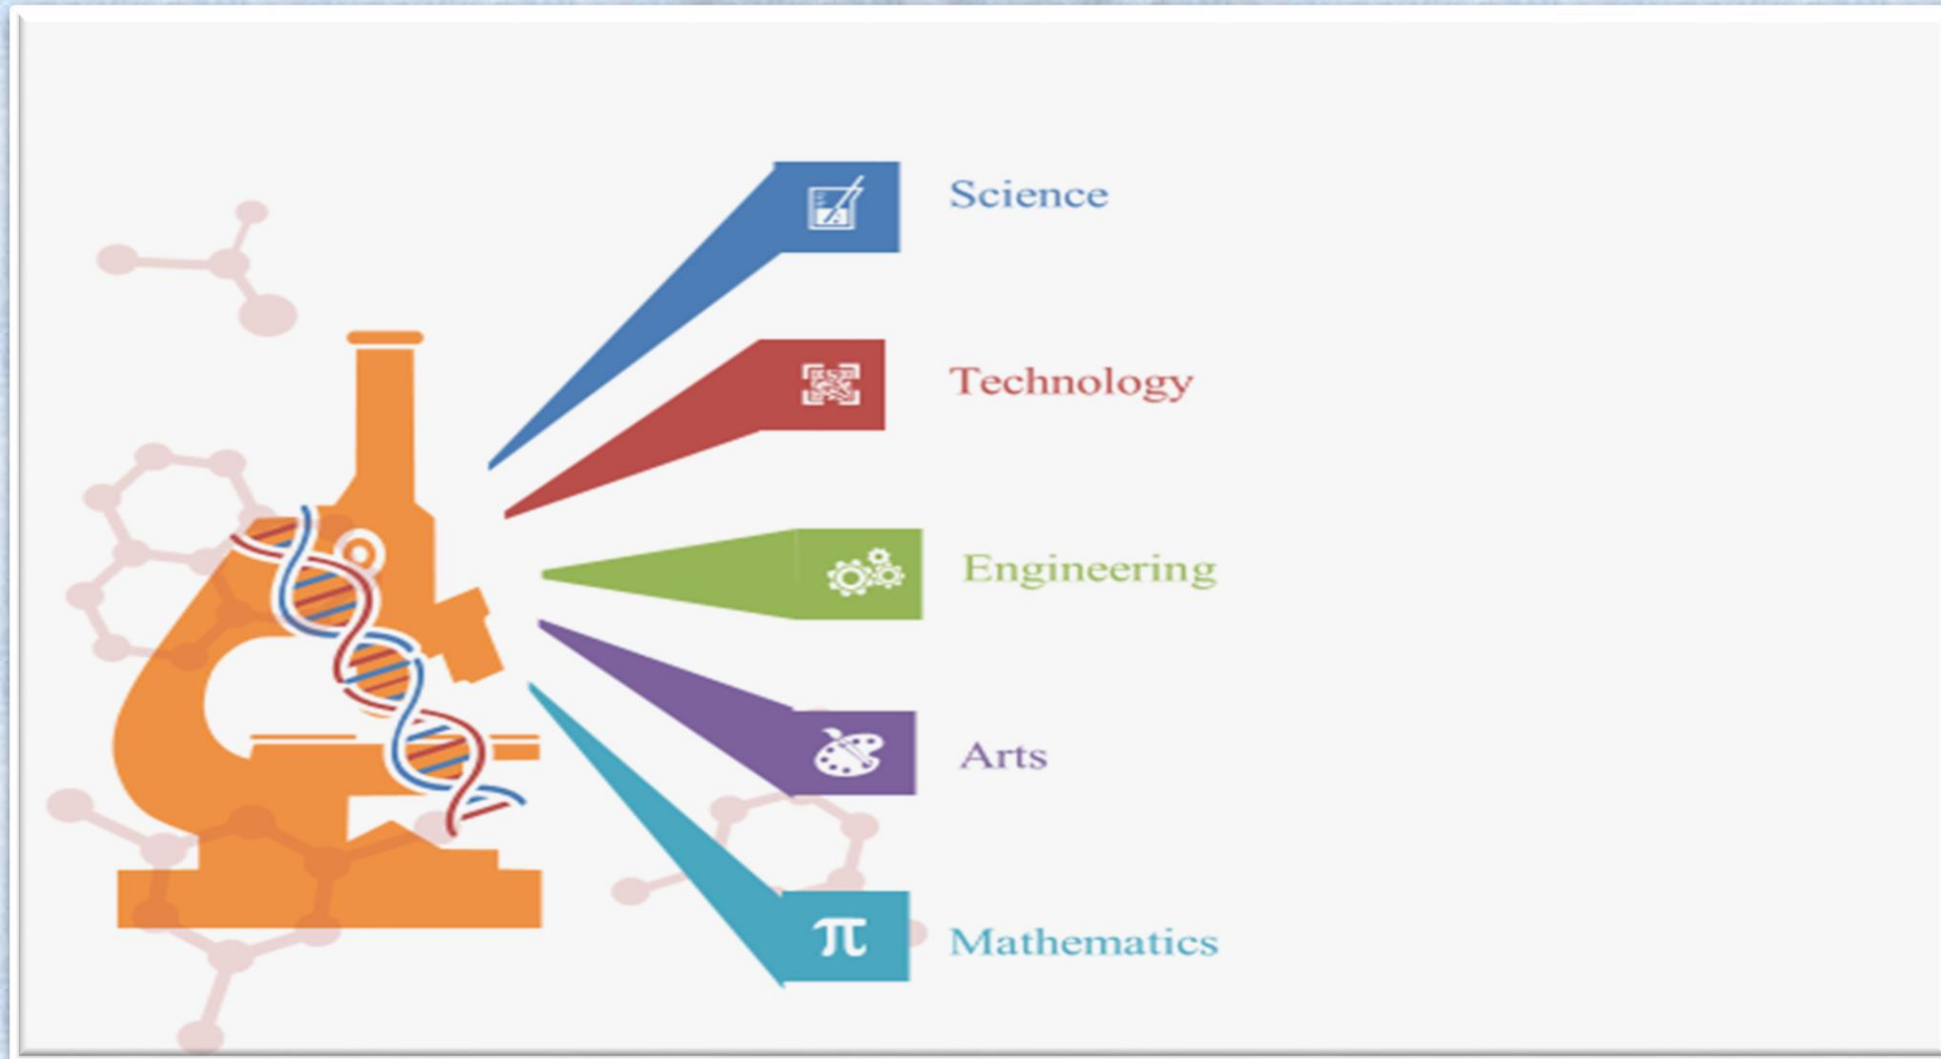 Science
Technology
Engineering
Arts
π
Mathematics